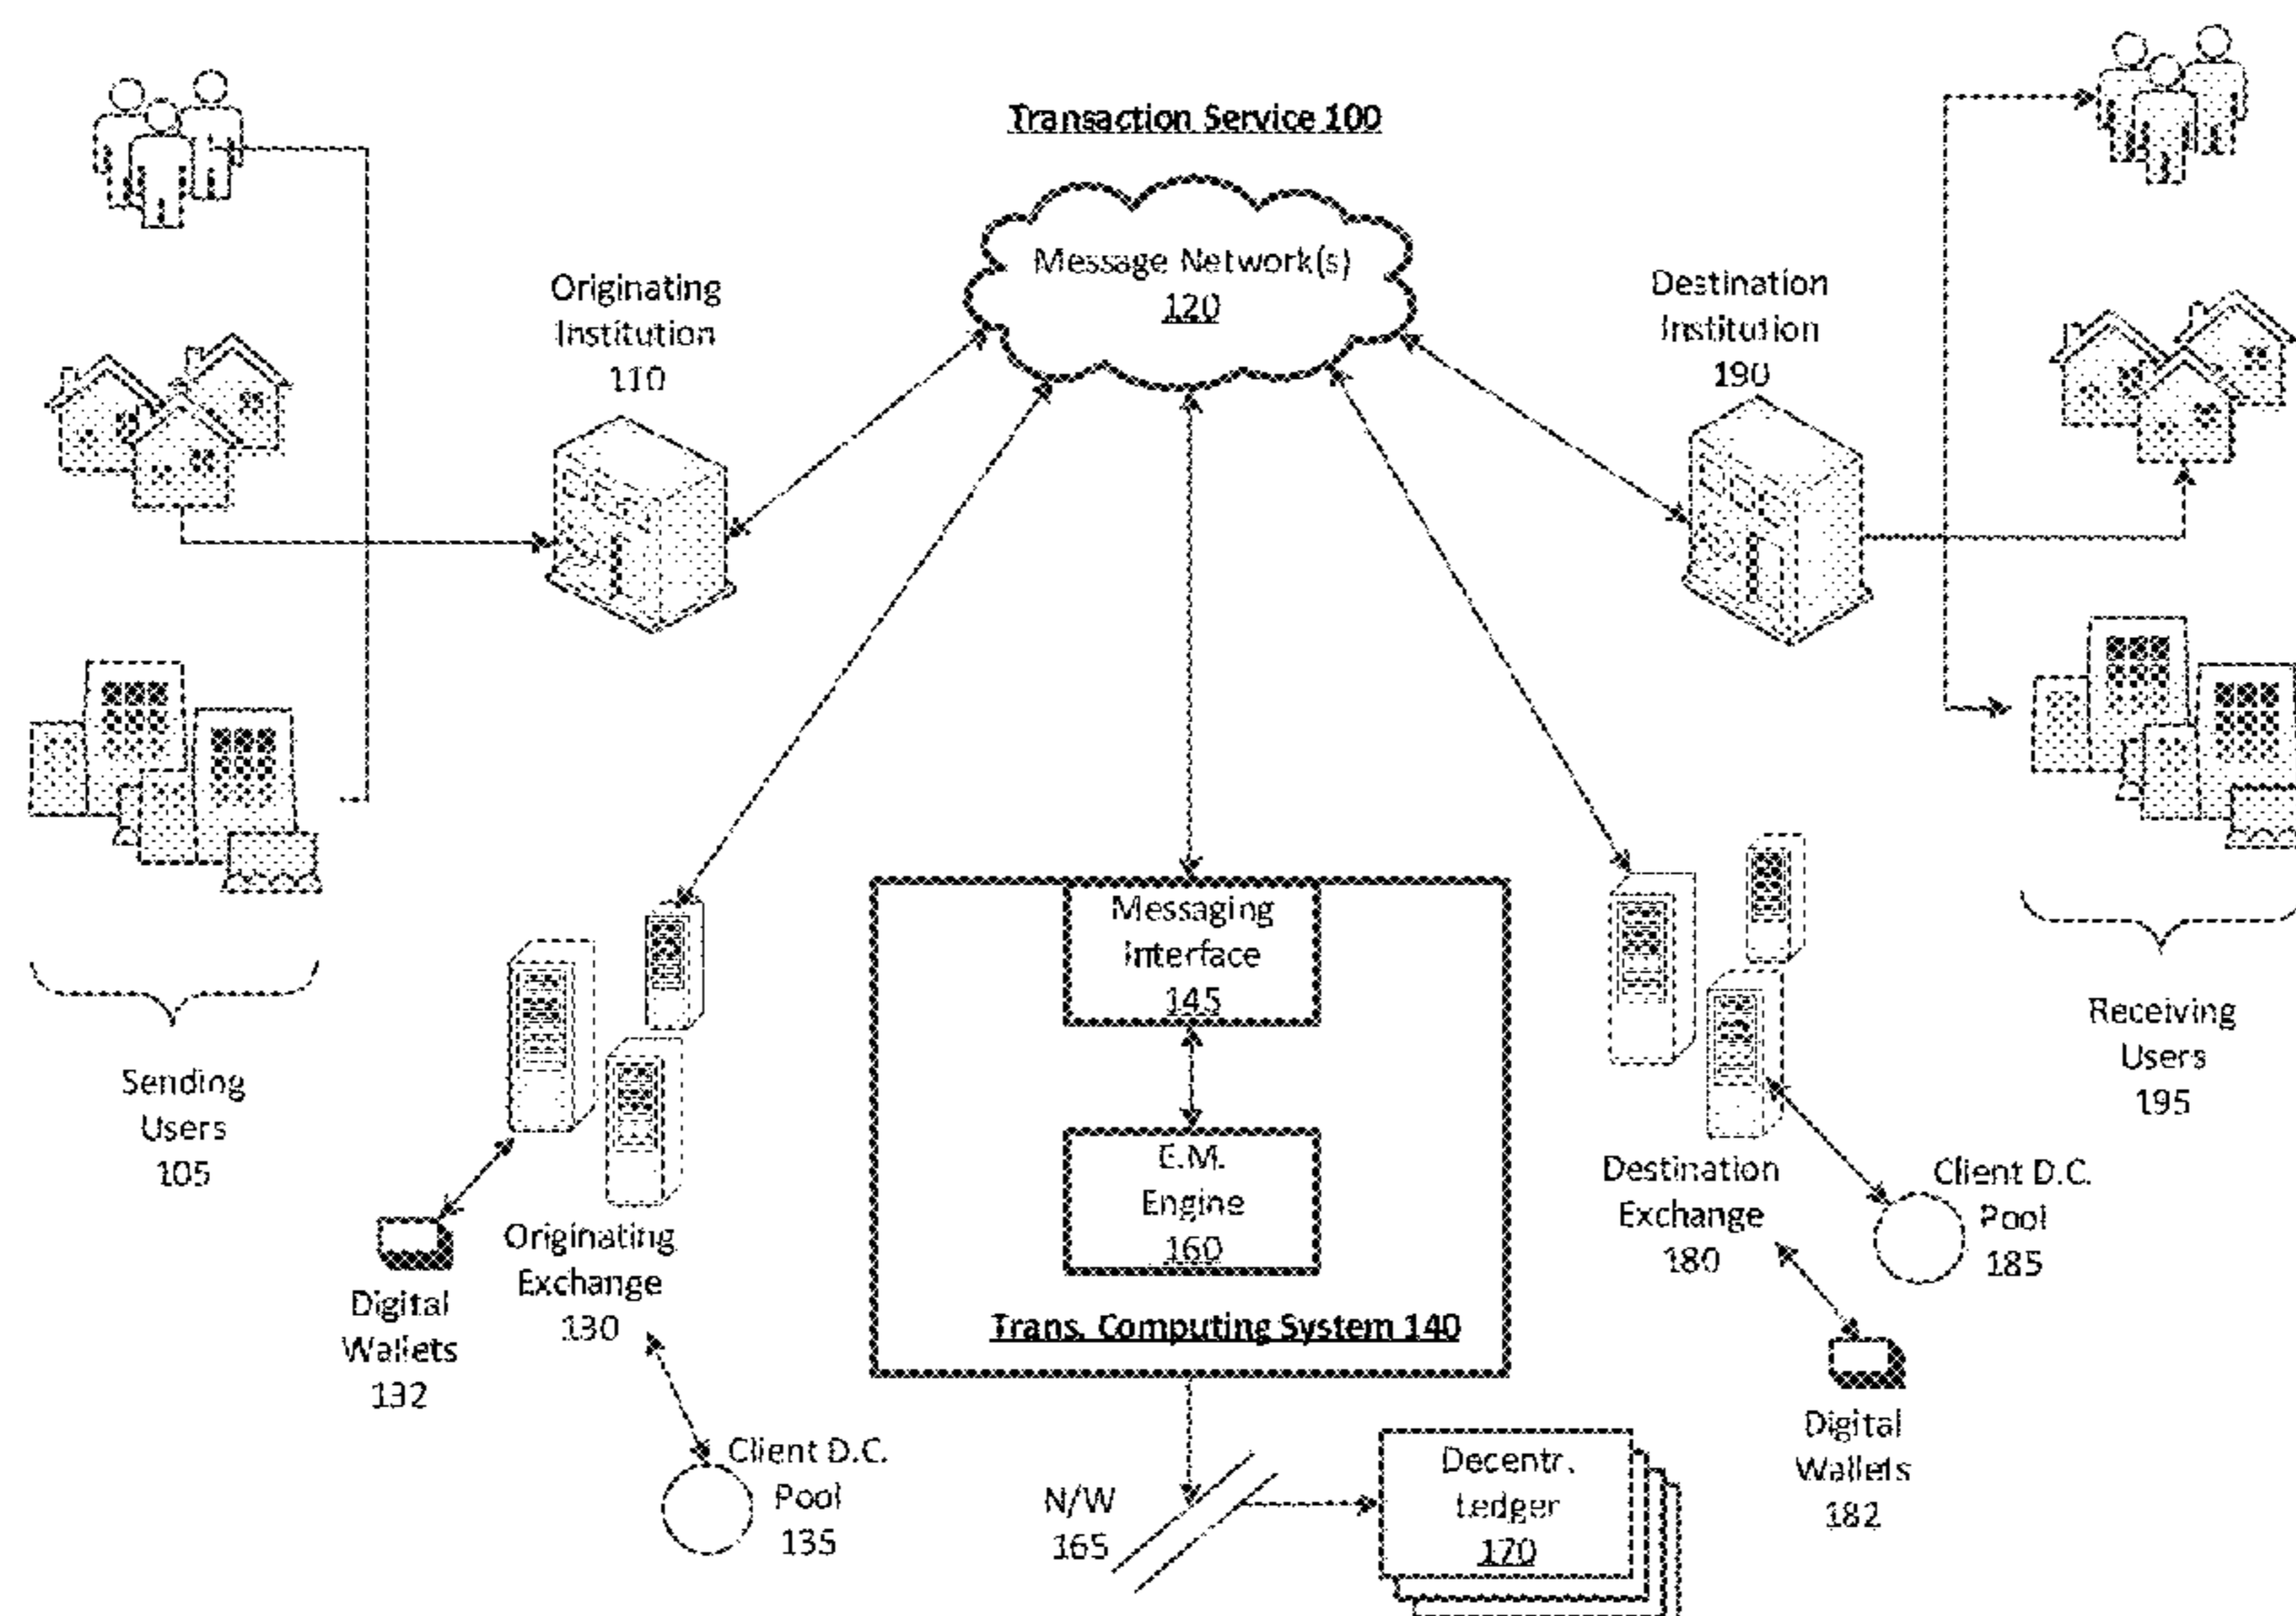 Transaction Service 100
Message Network(s)
120
Originating
Institution
110
Destination
Institution
190
Sending
Users
105
Messaging
Interface
145
E.M.
Engine
160
Trans. Computing System 140
Receiving
Users
195
Originating
Exchange
130
Digital
Wallets
132
Client D.C.
Pool
135
Destination
Exchange
180
Client D.C.
Pool
185
Digital
Wallets
182
N/W
165
Decentr.
Ledger
170